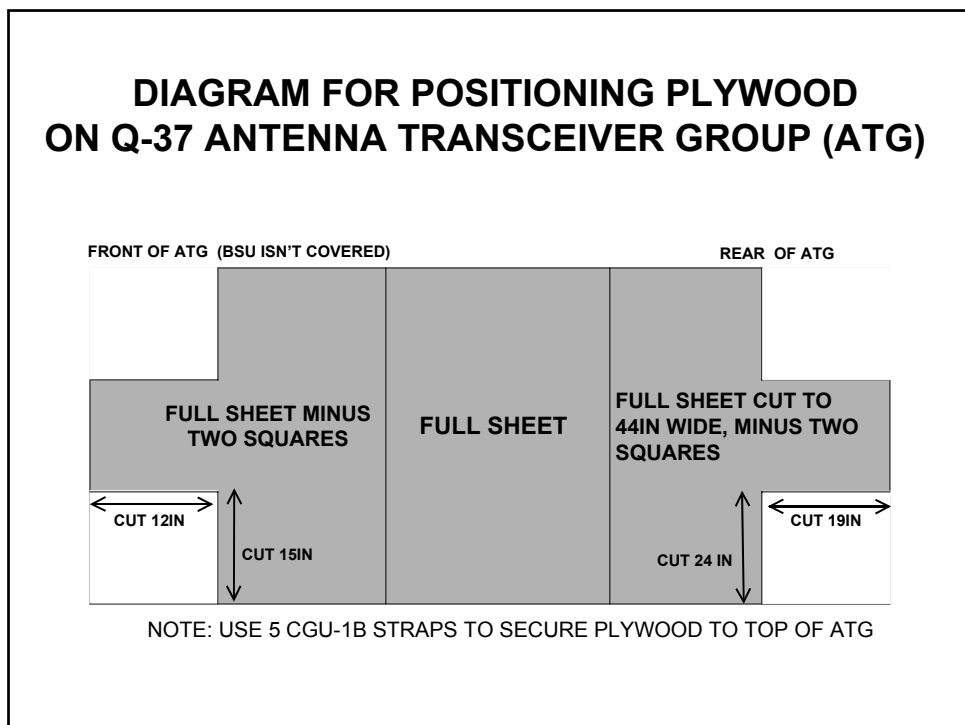 DIAGRAM FOR POSITIONING PLYWOOD
ON Q-37 ANTENNA TRANSCEIVER GROUP (ATG)
FRONT OF ATG (BSU ISN'T COVERED)
REAR OF ATG
FULL SHEET MINUS
TWO SQUARES
FULL SHEET
FULL SHEET CUT TO
44IN WIDE, MINUS TWO
SQUARES
CUT 12IN
CUT 15IN
CUT 24 IN
CUT 19IN
NOTE: USE 5 CGU-1B STRAPS TO SECURE PLYWOOD TO TOP OF ATG